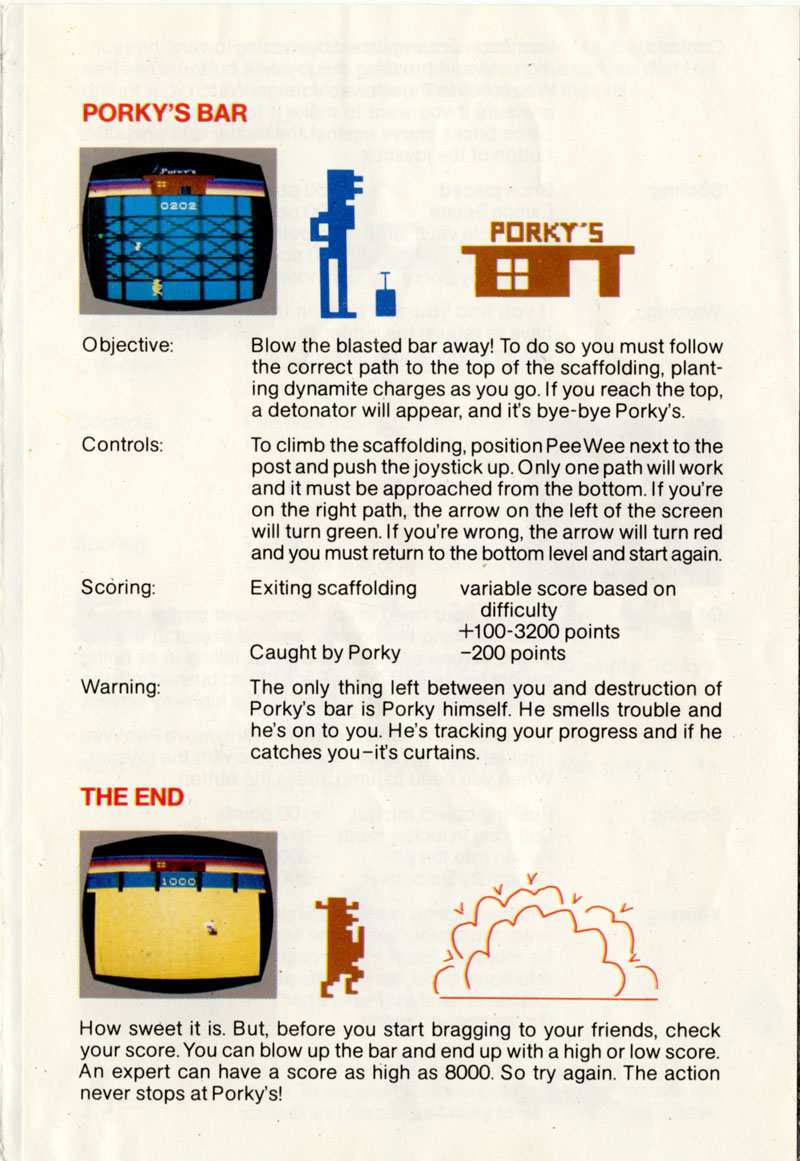 PORKY'S BAR
Porky's
0202
PORKY'S
Objective: Blow the blasted bar away! To do so you must follow
the correct path to the top of the scaffolding, plant-
ing dynamite charges as you go. If you reach the top,
a detonator will appear, and it's bye-bye Porky's.
Controls: To climb the scaffolding, position PeeWee next to the
post and push the joystick up. Only one path will work
and it must be approached from the bottom. If you're
on the right path, the arrow on the left of the screen
will turn green. If you're wrong, the arrow will turn red
and you must return to the bottom level and start again.
Scoring: Exiting scaffolding variable score based on
difficulty
+100-3200 points
Caught by Porky -200 points
Warning: The only thing left between you and destruction of
Porky's bar is Porky himself. He smells trouble and
he's on to you. He's tracking your progress and if he
catches you–it's curtains.
THE END
1000
How sweet it is. But, before you start bragging to your friends, check
your score. You can blow up the bar and end up with a high or low score.
An expert can have a score as high as 8000. So try again. The action
never stops at Porky's!